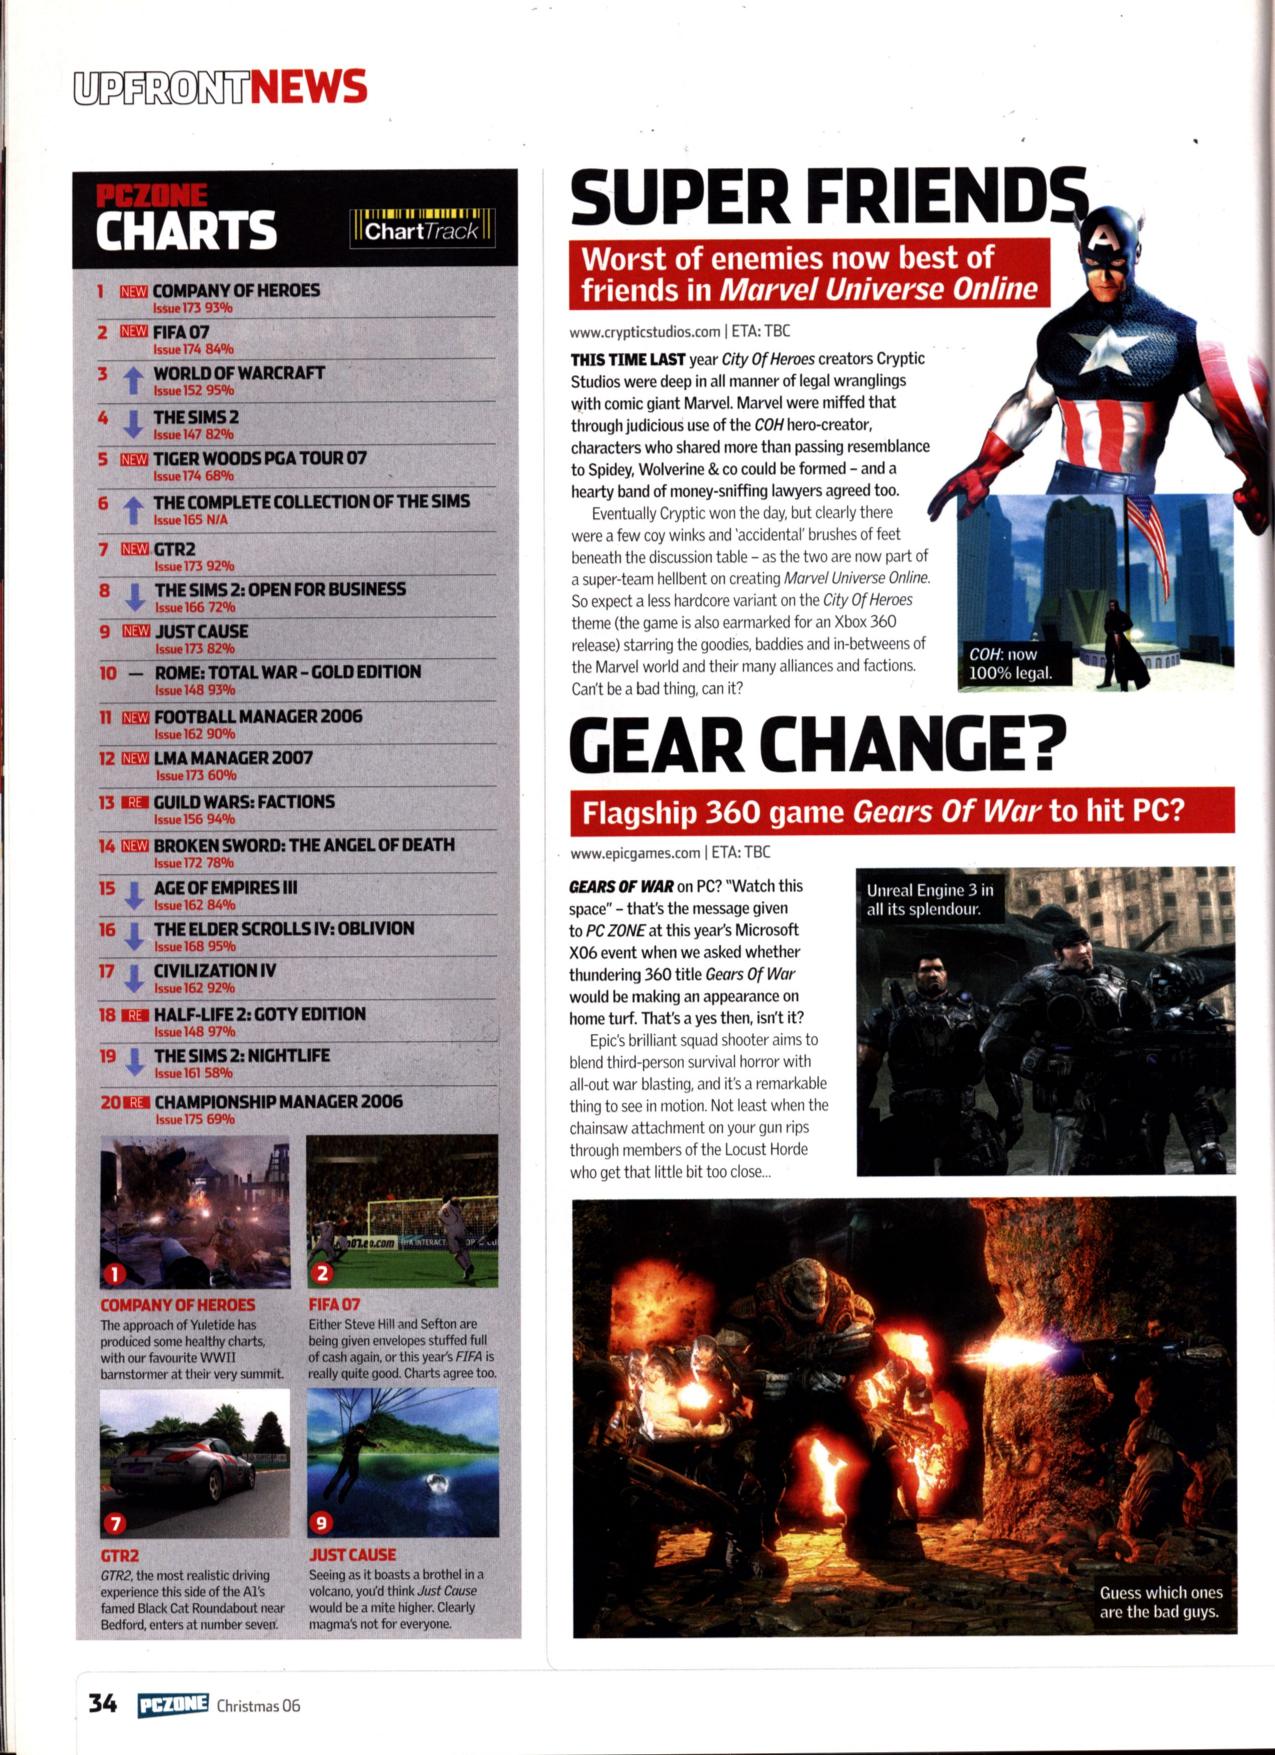 UPFRONTNEWS
PCZONE
CHARTS
ChartTrack
1 NEW COMPANY OF HEROES
Issue 173 93%
2 NEW FIFA 07
Issue 174 84%
3 WORLD OF WARCRAFT
Issue 152 95%
4 THE SIMS 2
Issue 147 82%
5 NEW TIGER WOODS PGA TOUR 07
Issue 174 68%
6 THE COMPLETE COLLECTION OF THE SIMS
Issue 165 N/A
7 NEW GTR2
Issue 173 92%
8 THE SIMS 2: OPEN FOR BUSINESS
Issue 166 72%
9 NEW JUST CAUSE
Issue 173 82%
10 — ROME: TOTAL WAR – GOLD EDITION
Issue 148 93%
11 NEW FOOTBALL MANAGER 2006
Issue 162 90%
12 NEW LMA MANAGER 2007
Issue 173 60%
13 RE GUILD WARS: FACTIONS
Issue 156 94%
14 NEW BROKEN SWORD: THE ANGEL OF DEATH
Issue 172 78%
15 AGE OF EMPIRES III
Issue 162 84%
16 THE ELDER SCROLLS IV: OBLIVION
Issue 168 95%
17 CIVILIZATION IV
Issue 162 92%
18 RE HALF-LIFE 2: GOTY EDITION
Issue 148 97%
19 THE SIMS 2: NIGHTLIFE
Issue 161 58%
20 RE CHAMPIONSHIP MANAGER 2006
Issue 175 69%
1
COMPANY OF HEROES
The approach of Yuletide has
produced some healthy charts,
with our favourite WWII
barnstormer at their very summit.
2
FIFA 07
Either Steve Hill and Sefton are
being given envelopes stuffed full
of cash again, or this year's FIFA is
really quite good. Charts agree too.
7
GTR2
GTR2, the most realistic driving
experience this side of the A1's
famed Black Cat Roundabout near
Bedford, enters at number seven.
9
JUST CAUSE
Seeing as it boasts a brothel in a
volcano, you'd think Just Cause
would be a mite higher. Clearly
magma's not for everyone.
SUPER FRIENDS
Worst of enemies now best of
friends in Marvel Universe Online
www.crypticstudios.com | ETA: TBC
THIS TIME LAST year City Of Heroes creators Cryptic
Studios were deep in all manner of legal wranglings
with comic giant Marvel. Marvel were miffed that
through judicious use of the COH hero-creator,
characters who shared more than passing resemblance
to Spidey, Wolverine & co could be formed – and a
hearty band of money-sniffing lawyers agreed too.
Eventually Cryptic won the day, but clearly there
were a few coy winks and 'accidental' brushes of feet
beneath the discussion table – as the two are now part of
a super-team hellbent on creating Marvel Universe Online.
So expect a less hardcore variant on the City Of Heroes
theme (the game is also earmarked for an Xbox 360
release) starring the goodies, baddies and in-betweens of
the Marvel world and their many alliances and factions.
Can't be a bad thing, can it?
A
COH: now
100% legal.
GEAR CHANGE?
Flagship 360 game Gears Of War to hit PC?
www.epicgames.com | ETA: TBC
GEARS OF WAR on PC? "Watch this
space" – that's the message given
to PC ZONE at this year's Microsoft
X06 event when we asked whether
thundering 360 title Gears Of War
would be making an appearance on
home turf. That's a yes then, isn't it?
Epic's brilliant squad shooter aims to
blend third-person survival horror with
all-out war blasting, and it's a remarkable
thing to see in motion. Not least when the
chainsaw attachment on your gun rips
through members of the Locust Horde
who get that little bit too close...
Unreal Engine 3 in
all its splendour.
Guess which ones
are the bad guys.
34 PCZONE Christmas 06